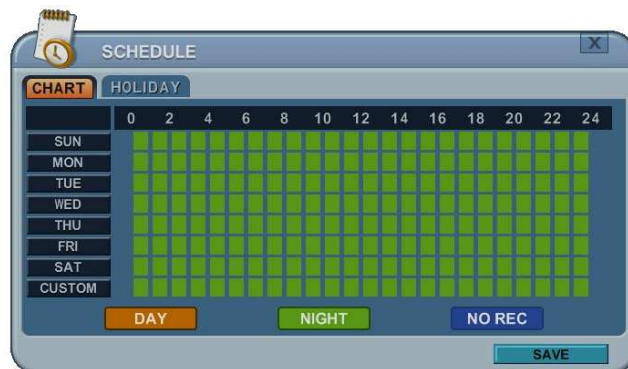 SCHEDULE X
CHART HOLIDAY
0 2 4 6 8 10 12 14 16 18 20 22 24
SUN
MON
TUE
WED
THU
FRI
SAT
CUSTOM
DAY NIGHT NO REC
SAVE